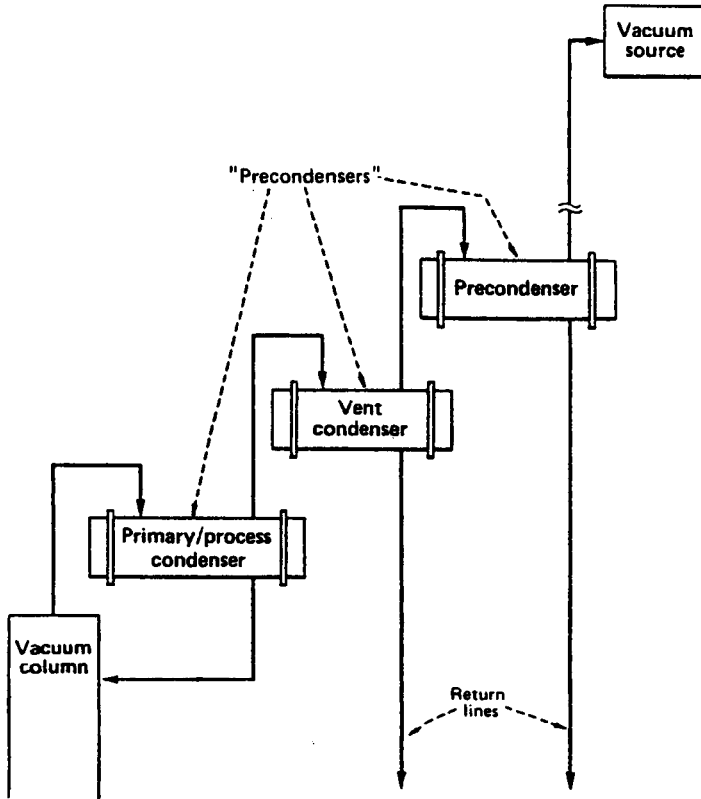 Vacuum
source
"Precondensers"
Precondenser
Vent
condenser
Primary/process
condenser
Vacuum
column
Return
lines